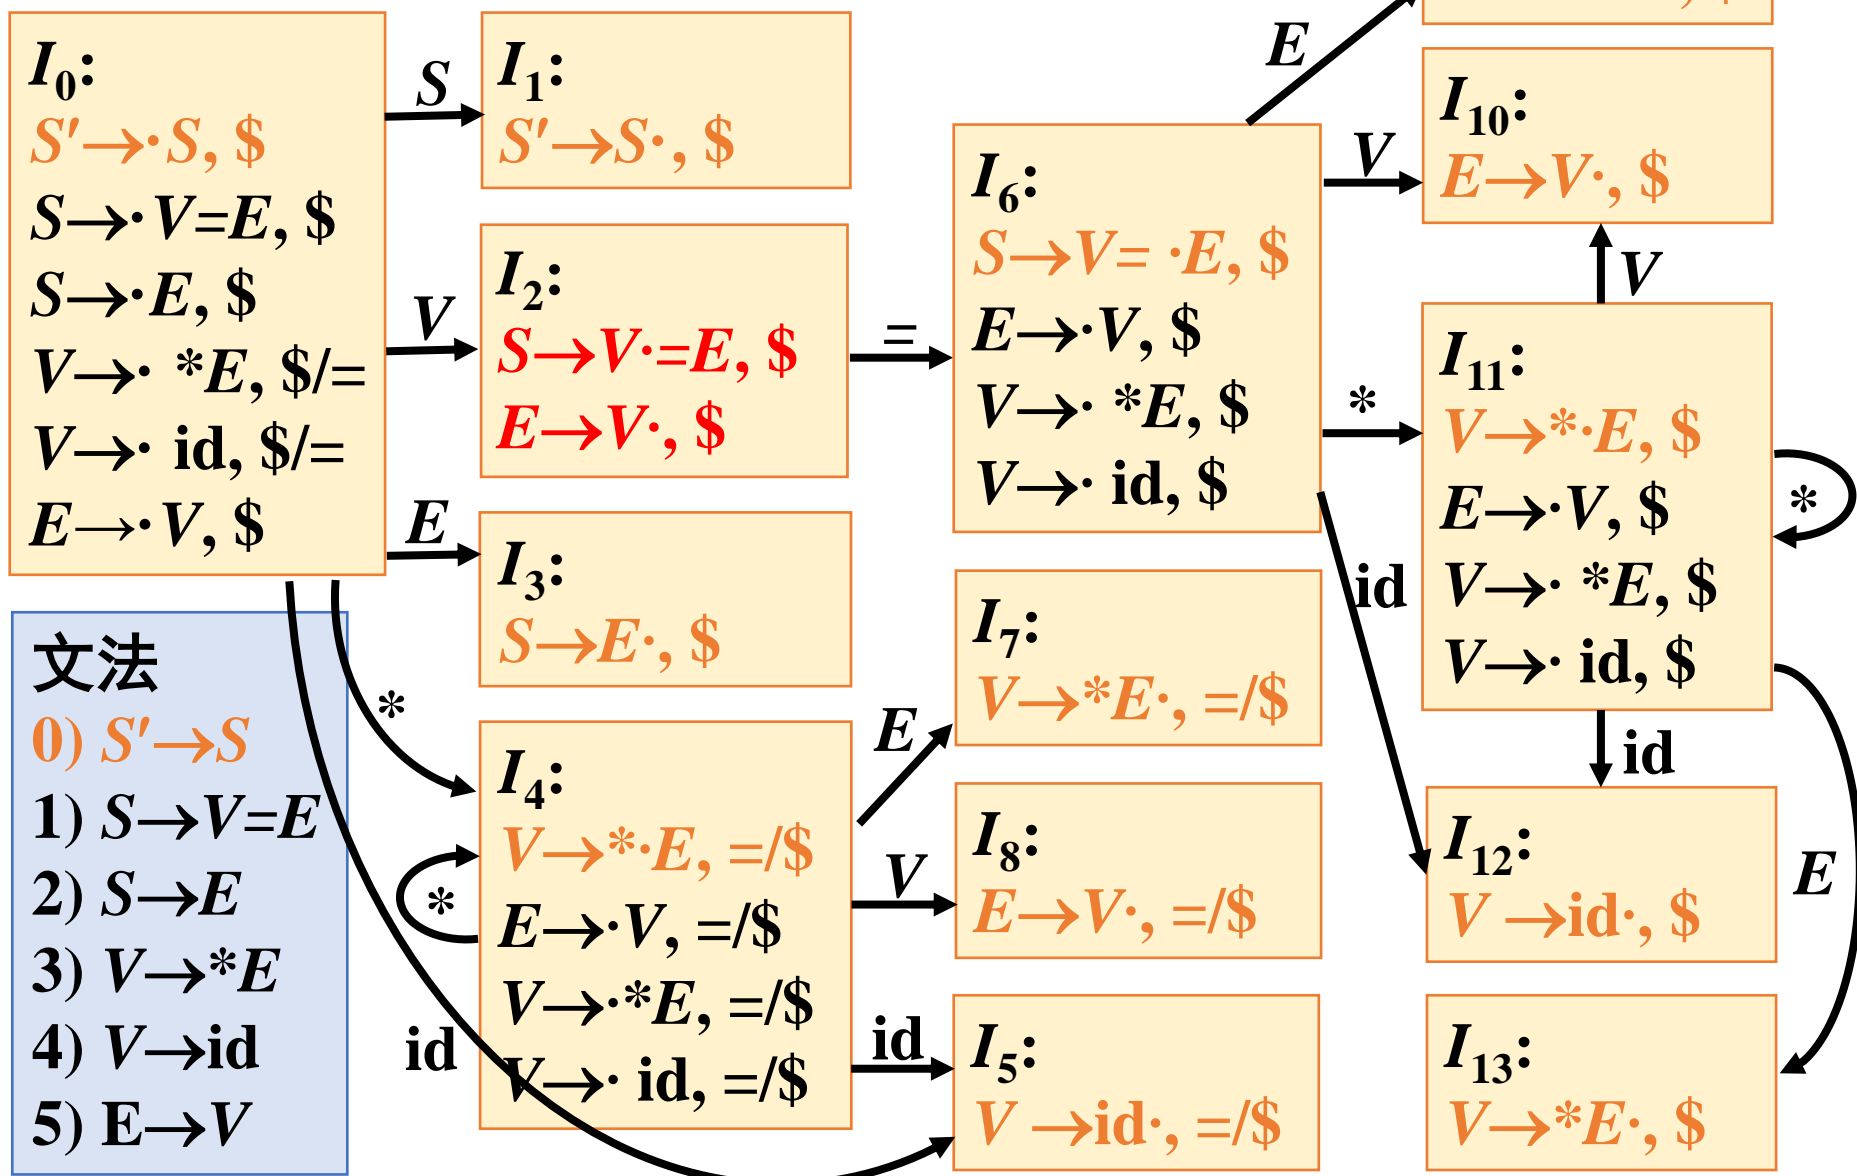 I0:
S′→·S, $
S→·V=E, $
S→·E, $
V→· *E, $/=
V→· id, $/=
E→·V, $
S
V
E
*
id
文法
0) S′→S
1) S→V=E
2) S→E
3) V→*E
4) V→id
5) E→V
I1:
S′→S·, $
I2:
S→V·=E, $
E→V·, $
=
I3:
S→E·, $
I4:
V→*·E, =/$
E→·V, =/$
V→·*E, =/$
V→· id, =/$
*
E
V
id
I6:
S→V= ·E, $
E→·V, $
V→· *E, $
V→· id, $
E
V
*
id
I7:
V→*E·, =/$
I8:
E→V·, =/$
I5:
V →id·, =/$
I10:
E→V·, $
V
I11:
V→*·E, $
E→·V, $
V→· *E, $
V→· id, $
*
id
E
I12:
V →id·, $
I13:
V→*E·, $